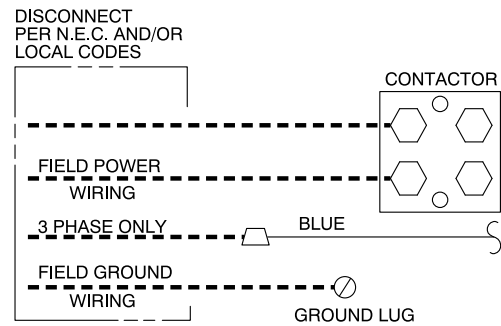 DISCONNECT
PER N.E.C. AND/OR
LOCAL CODES
CONTACTOR
FIELD POWER
WIRING
3 PHASE ONLY
BLUE
FIELD GROUND
WIRING
GROUND LUG